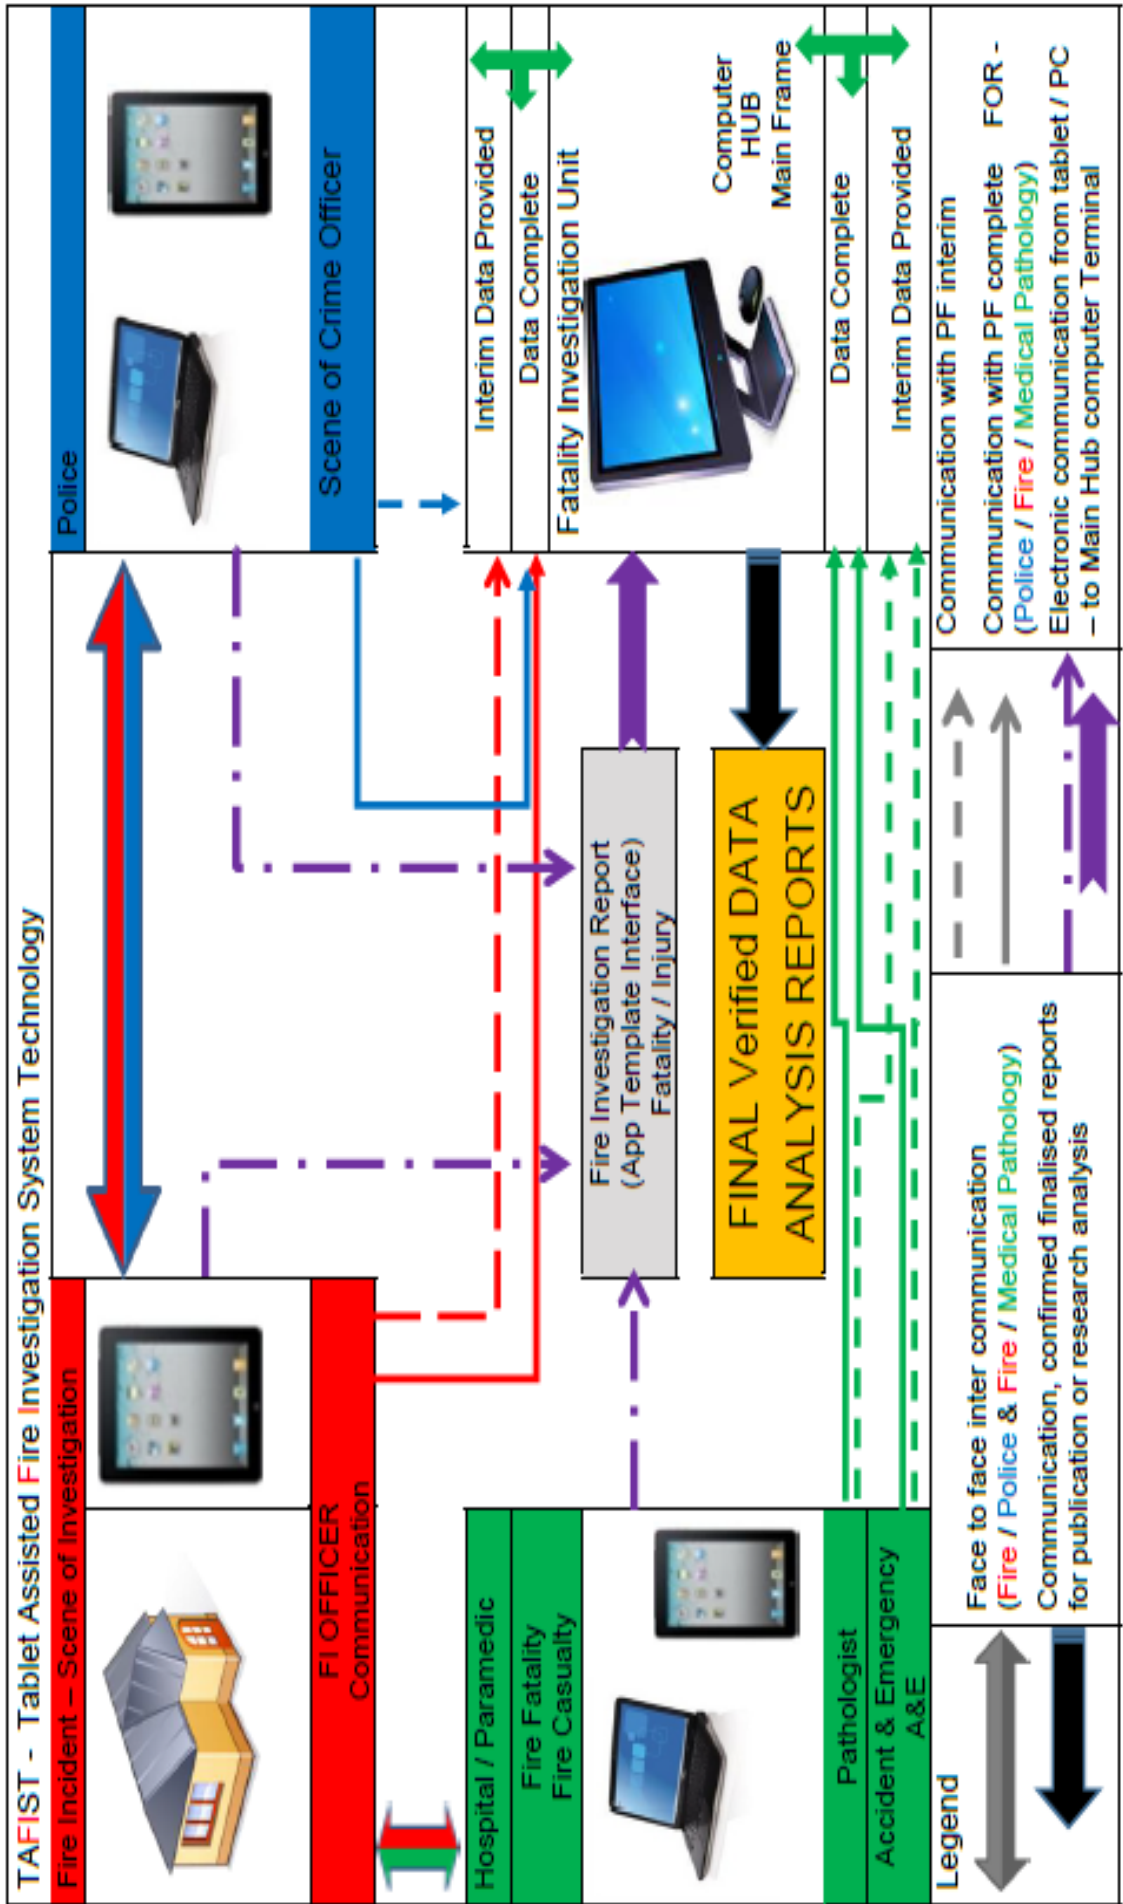 TAFIST - Tablet Assisted Fire Investigation System Technology
Fire Incident – Scene of Investigation
Police
FI OFFICER
Communication
Scene of Crime Officer
Hospital / Paramedic
Fire Fatality
Fire Casualty
Interim Data Provided
Data Complete
Fatality Investigation Unit
Fire Investigation Report
(App Template Interface)
Fatality / Injury
Computer
HUB
Main Frame
FINAL Verified DATA
ANALYSIS REPORTS
Pathologist
Accident & Emergency
A&E
Data Complete
Interim Data Provided
Legend
Face to face inter communication
(Fire / Police & Fire / Medical Pathology)
Communication, confirmed finalised reports
for publication or research analysis
Communication with PF interim
Communication with PF complete FOR -
(Police / Fire / Medical Pathology)
Electronic communication from tablet / PC
– to Main Hub computer Terminal